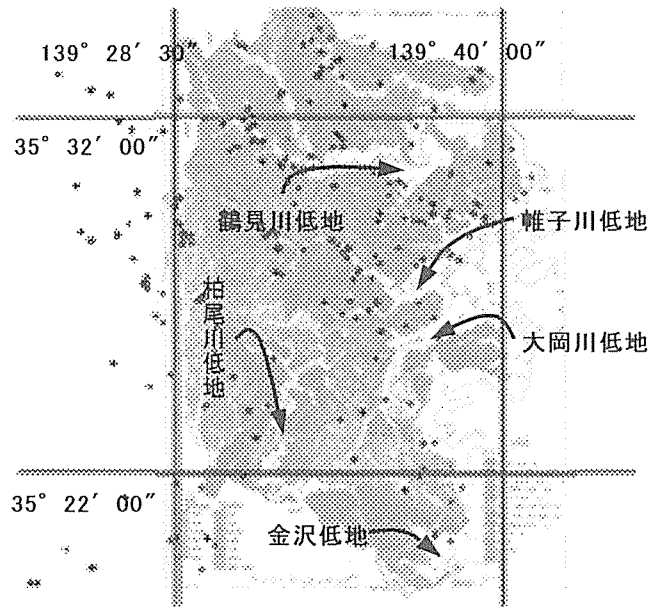 139° 28′ 30″
139° 40′ 00″
35° 32′ 00″
鶴見川低地
帷子川低地
柏尾川低地
大岡川低地
35° 22′ 00″
金沢低地